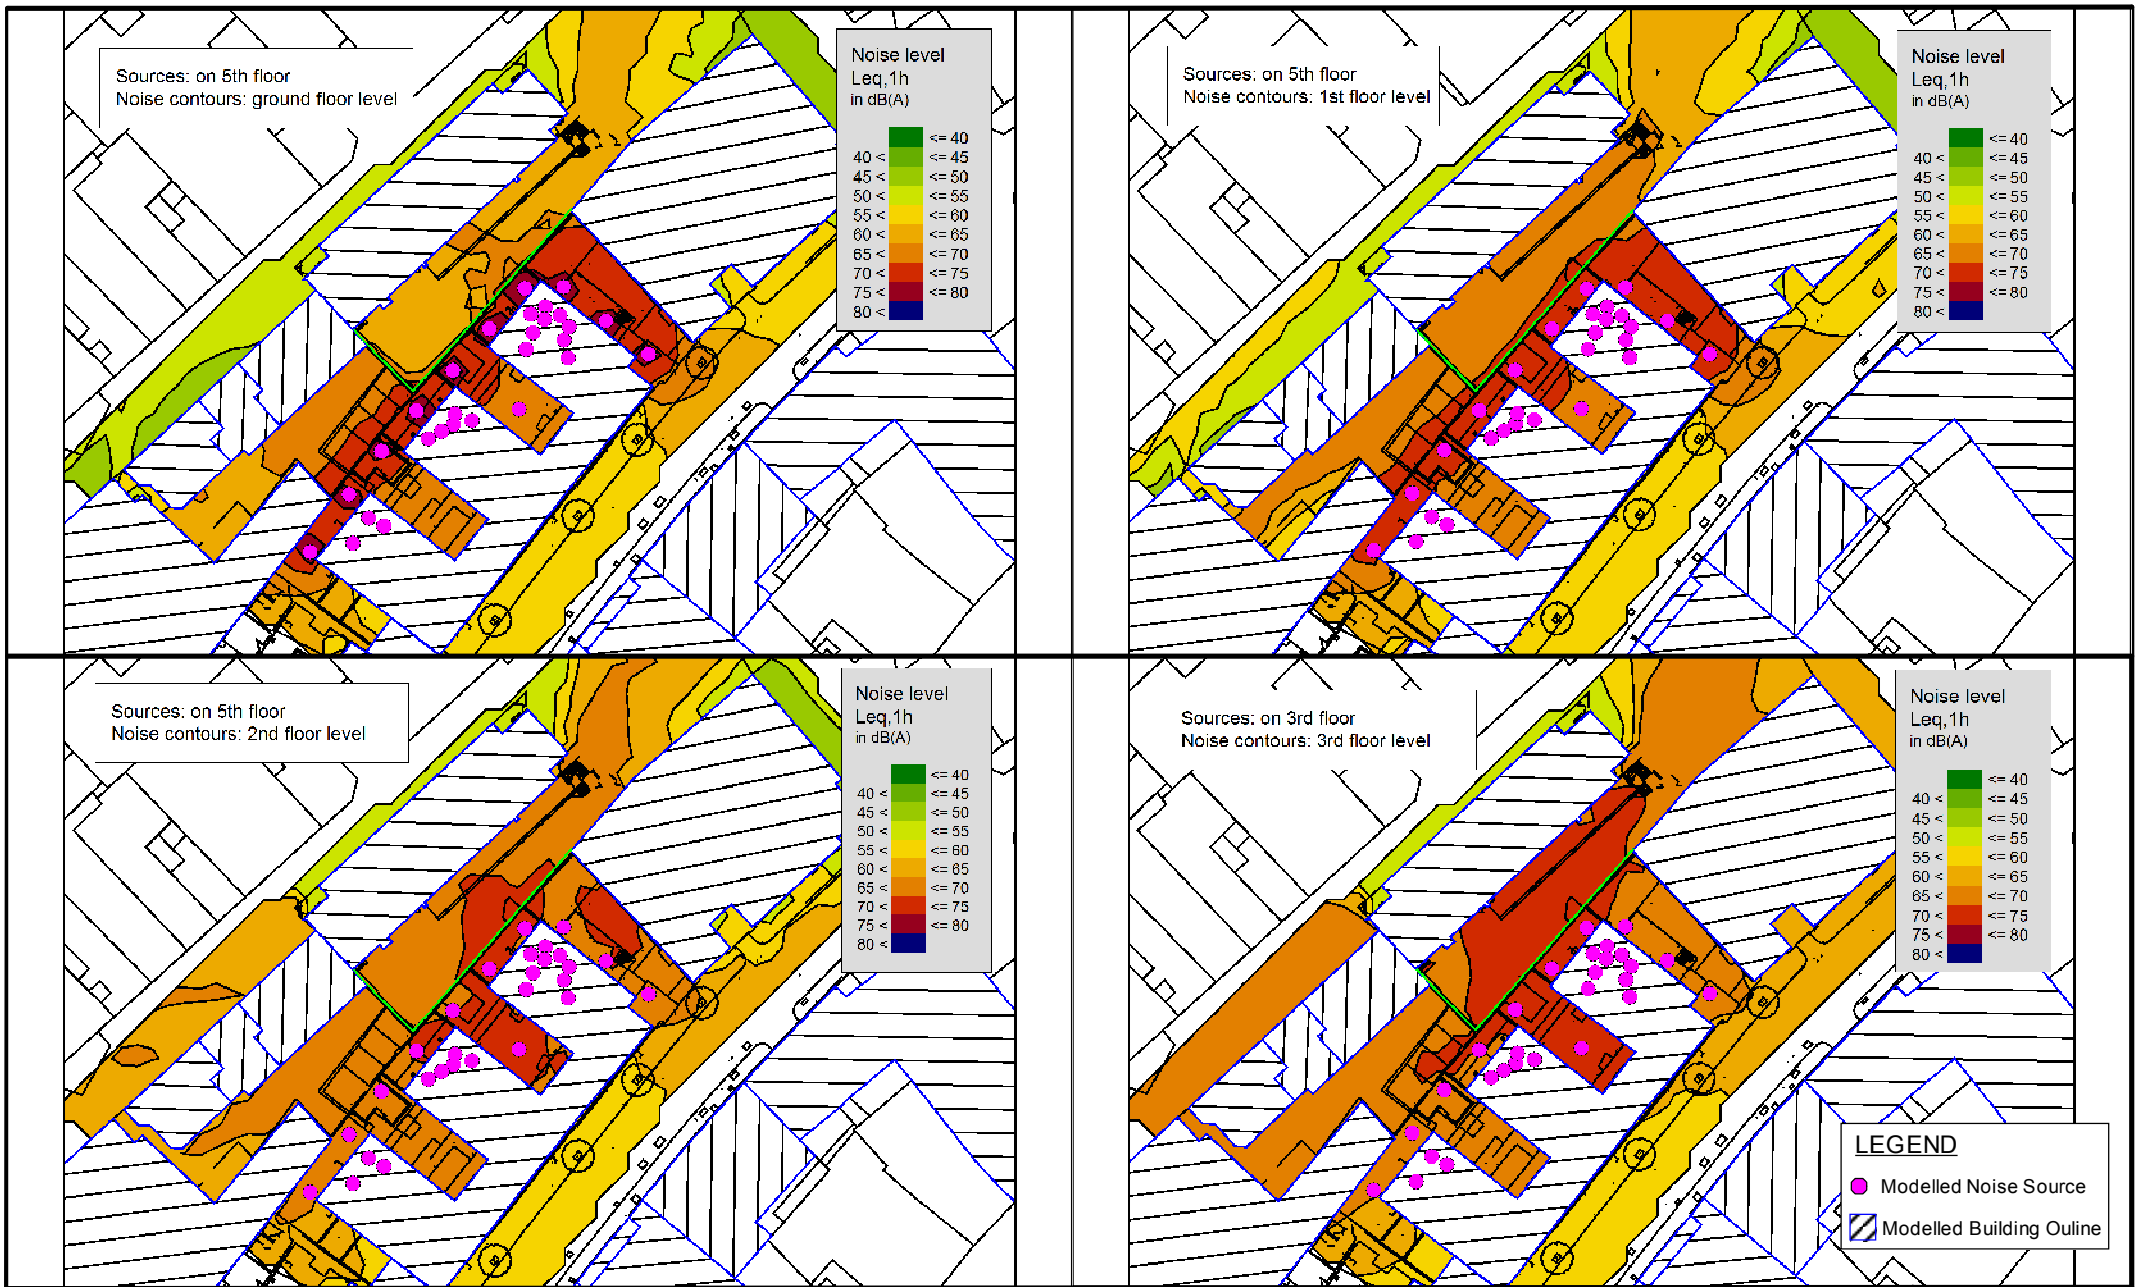 Sources: on 5th floor
Noise contours: ground floor level
Noise level
Leq,1h
in dB(A)
<= 40
40 < <= 45
45 < <= 50
50 < <= 55
55 < <= 60
60 < <= 65
65 < <= 70
70 < <= 75
75 < <= 80
80 <
Sources: on 5th floor
Noise contours: 1st floor level
Noise level
Leq,1h
in dB(A)
<= 40
40 < <= 45
45 < <= 50
50 < <= 55
55 < <= 60
60 < <= 65
65 < <= 70
70 < <= 75
75 < <= 80
80 <
Sources: on 5th floor
Noise contours: 2nd floor level
Noise level
Leq,1h
in dB(A)
<= 40
40 < <= 45
45 < <= 50
50 < <= 55
55 < <= 60
60 < <= 65
65 < <= 70
70 < <= 75
75 < <= 80
80 <
Sources: on 3rd floor
Noise contours: 3rd floor level
Noise level
Leq,1h
in dB(A)
<= 40
40 < <= 45
45 < <= 50
50 < <= 55
55 < <= 60
60 < <= 65
65 < <= 70
70 < <= 75
75 < <= 80
80 <
LEGEND
Modelled Noise Source
Modelled Building Ouline